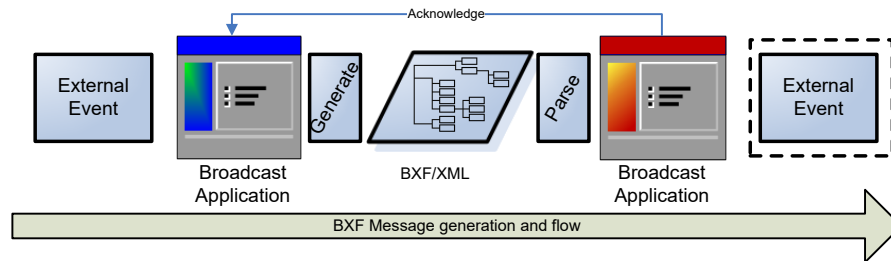 Acknowledge
External
Event
Generate
Parse
External
Event
Broadcast
Application
BXF/XML
Broadcast
Application
BXF Message generation and flow